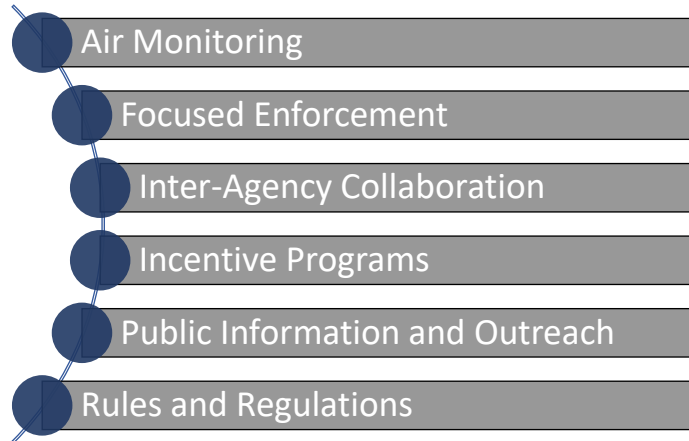 Air Monitoring
Focused Enforcement
Inter-Agency Collaboration
Incentive Programs
Public Information and Outreach
Rules and Regulations